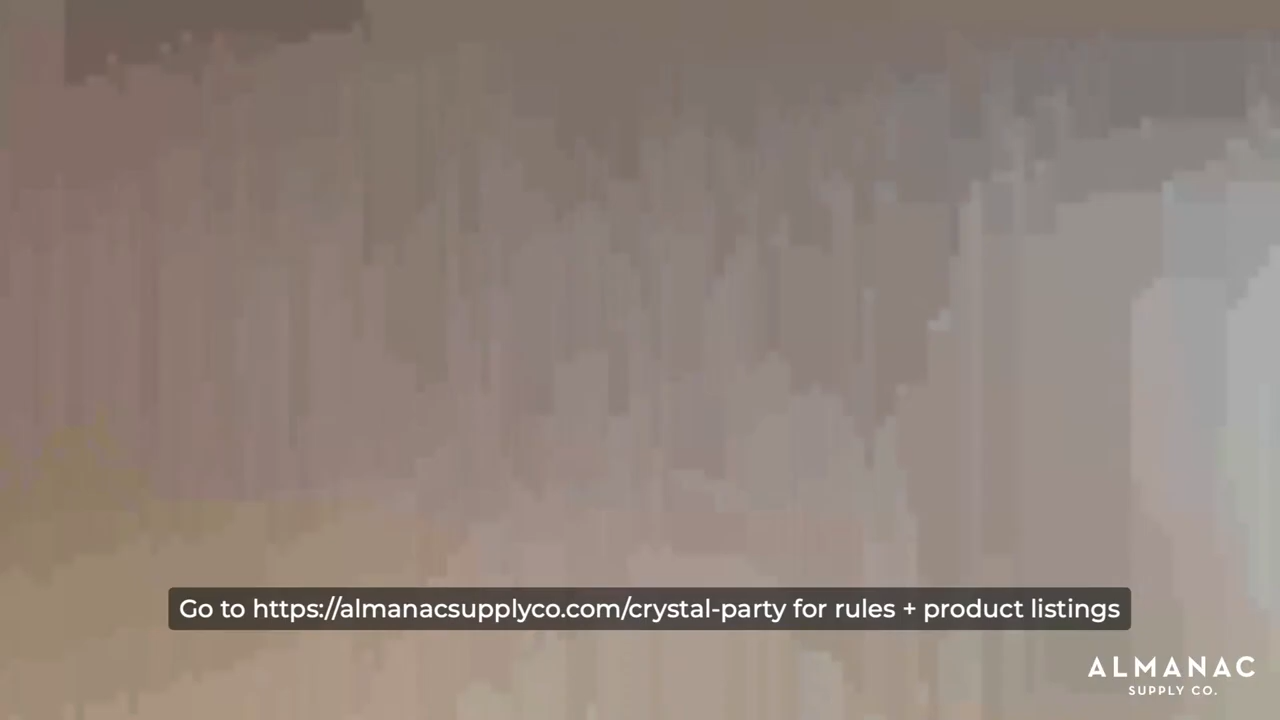 Go to https://almanacsupplyco.com/crystal-party for rules + product listings
ALMANAC
SUPPLY CO.